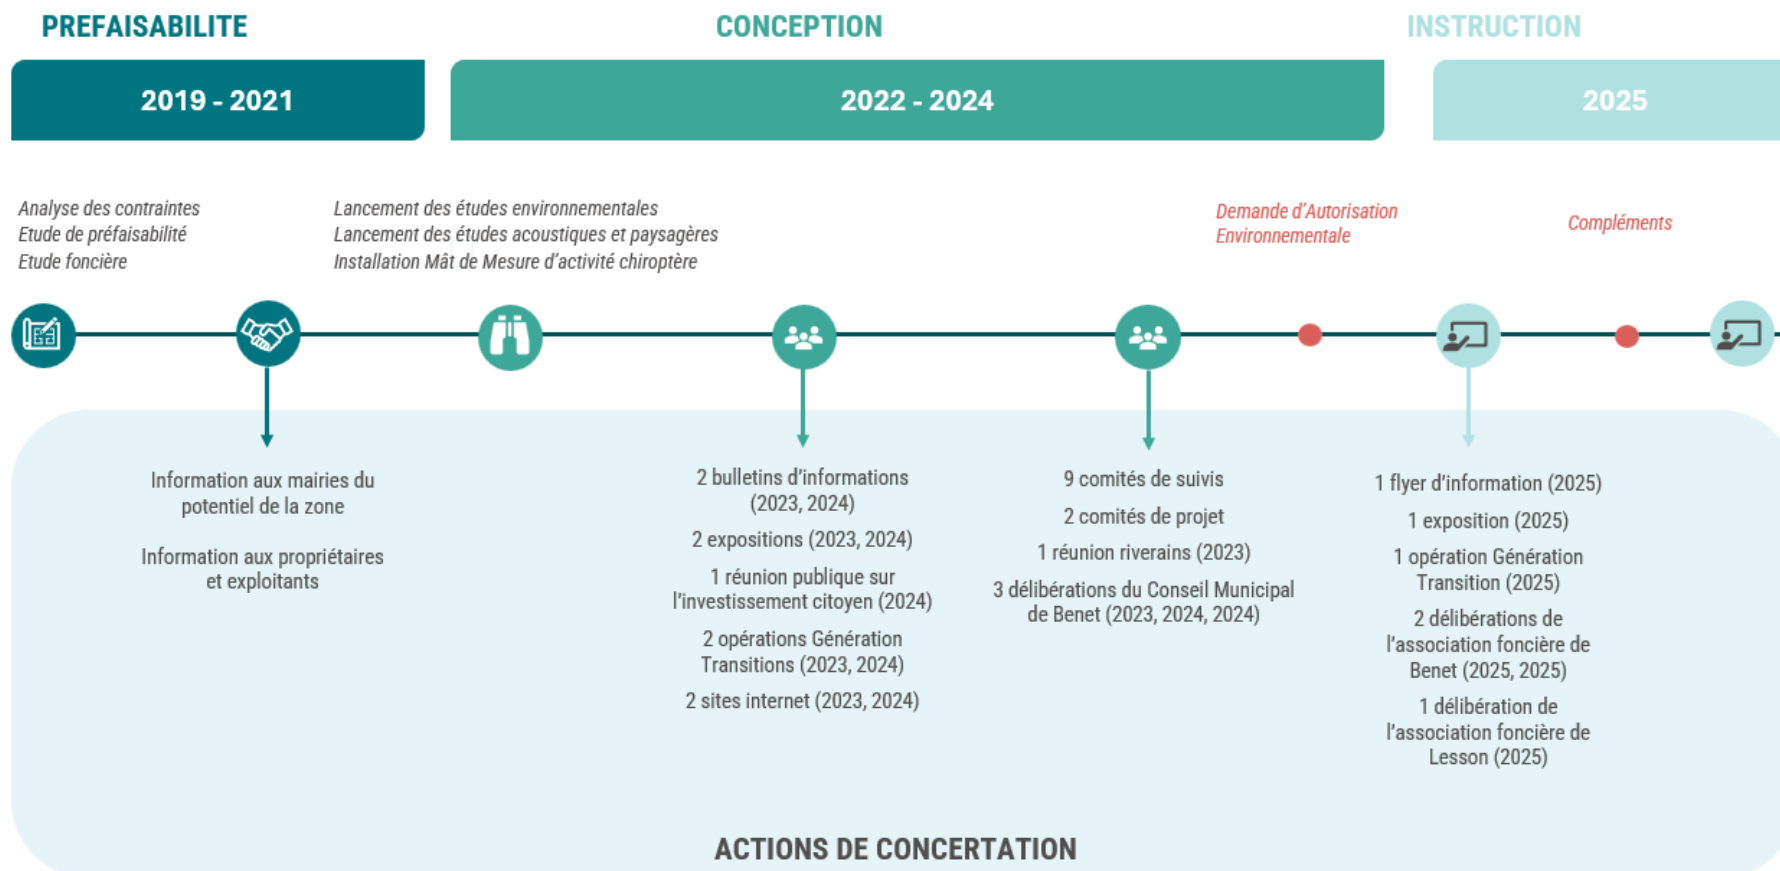 PREFAISABILITE
CONCEPTION
INSTRUCTION
2019 - 2021
2022 - 2024
2025
Analyse des contraintes
Etude de préfaisabilité
Etude foncière
Lancement des études environnementales
Lancement des études acoustiques et paysagères
Installation Mât de Mesure d'activité chiroptère
Demande d'Autorisation
Environnementale
Compléments
Information aux mairies du
potentiel de la zone
Information aux propriétaires
et exploitants
2 bulletins d'informations
(2023, 2024)
2 expositions (2023, 2024)
1 réunion publique sur
l'investissement citoyen (2024)
2 opérations Génération
Transitions (2023, 2024)
2 sites internet (2023, 2024)
9 comités de suivis
2 comités de projet
1 réunion riverains (2023)
3 délibérations du Conseil Municipal
de Benet (2023, 2024, 2024)
1 flyer d'information (2025)
1 exposition (2025)
1 opération Génération
Transition (2025)
2 délibérations de
l'association foncière de
Benet (2025, 2025)
1 délibération de
l'association foncière de
Lesson (2025)
ACTIONS DE CONCERTATION